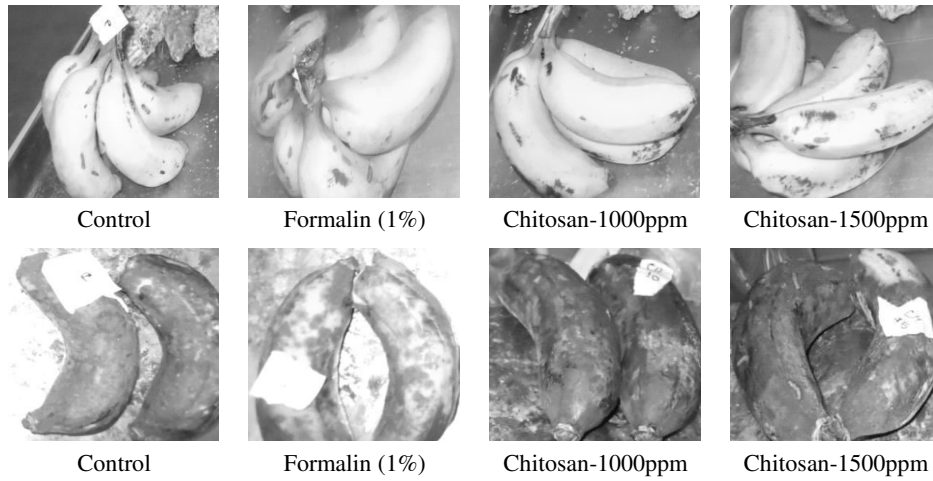 Control
Formalin (1%)
Chitosan-1000ppm
Chitosan-1500ppm
Control
Formalin (1%)
Chitosan-1000ppm
Chitosan-1500ppm